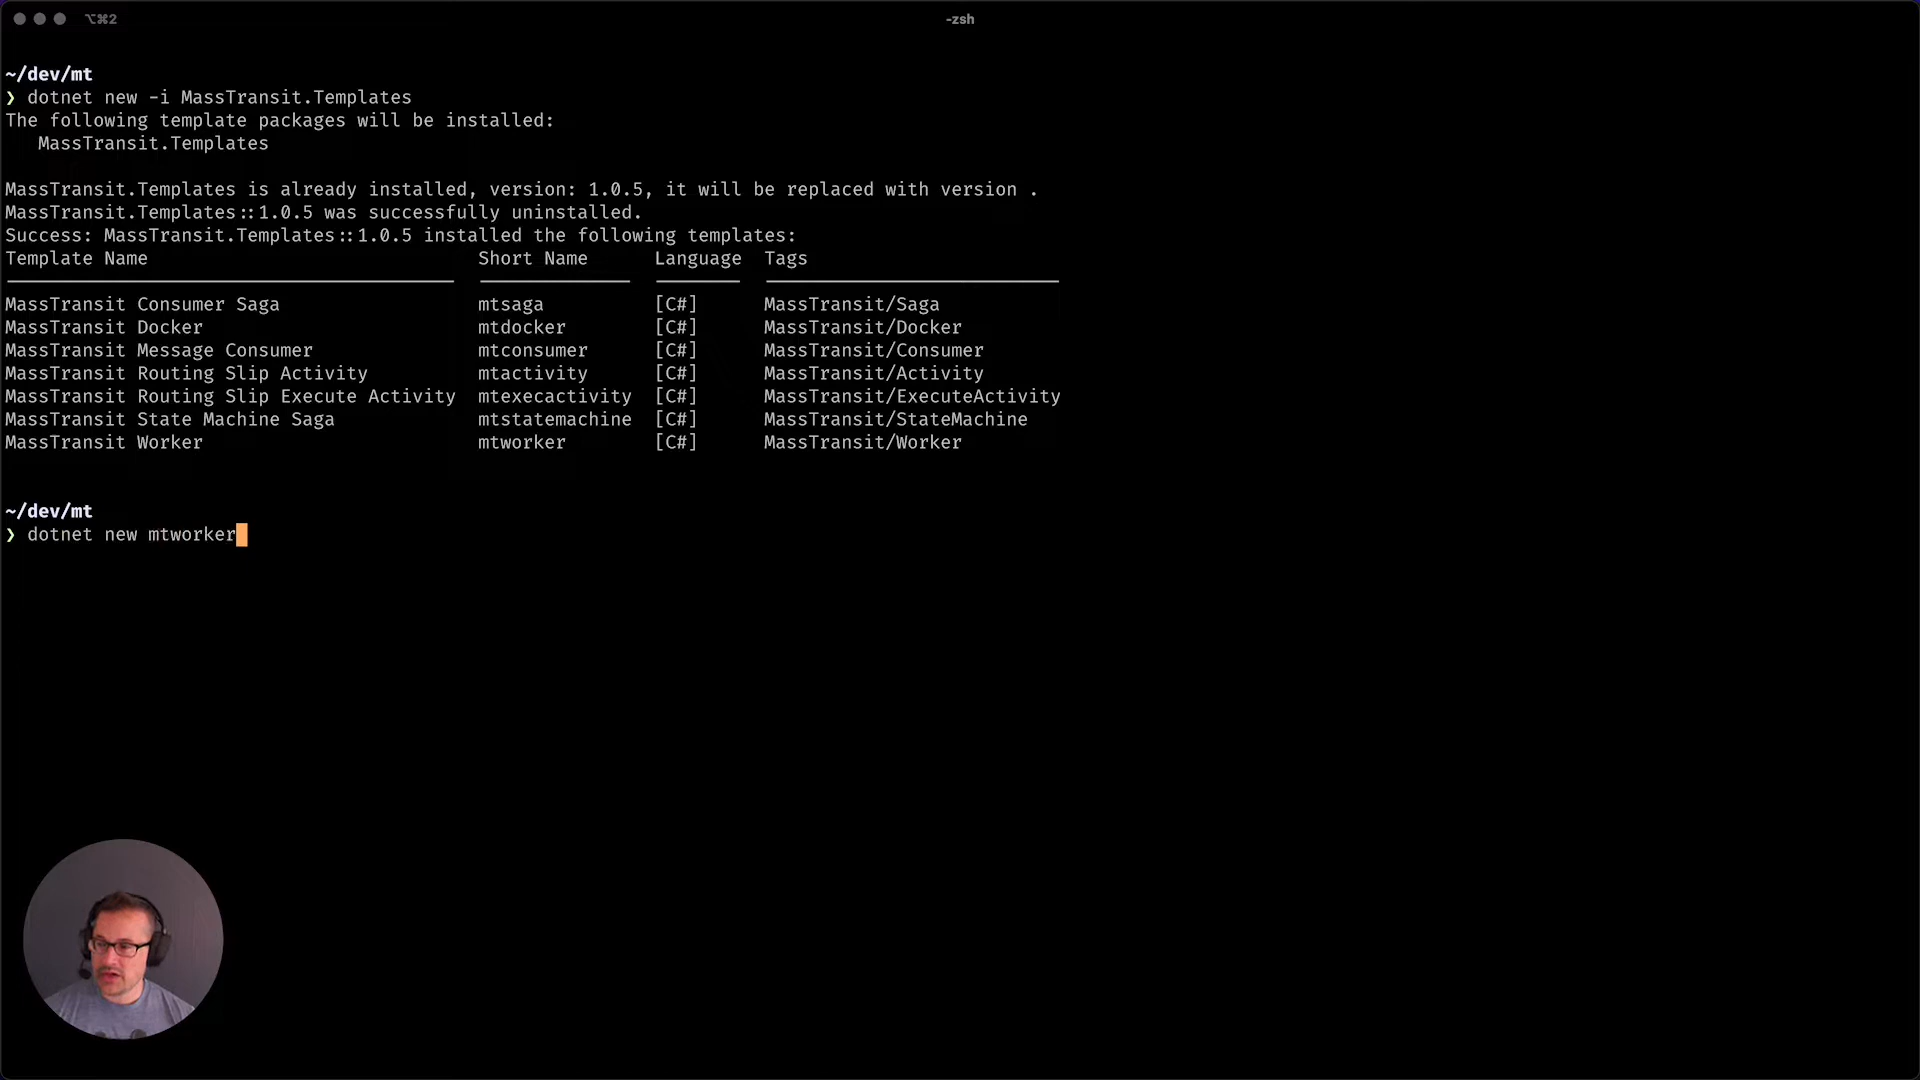 ⌥⌘2
-zsh
~/dev/mt
❯ dotnet new -i MassTransit.Templates
The following template packages will be installed:
   MassTransit.Templates
MassTransit.Templates is already installed, version: 1.0.5, it will be replaced with version .
MassTransit.Templates::1.0.5 was successfully uninstalled.
Success: MassTransit.Templates::1.0.5 installed the following templates:
Template Name Short Name Language Tags
MassTransit Consumer Saga mtsaga [C#] MassTransit/Saga
MassTransit Docker mtdocker [C#] MassTransit/Docker
MassTransit Message Consumer mtconsumer [C#] MassTransit/Consumer
MassTransit Routing Slip Activity mtactivity [C#] MassTransit/Activity
MassTransit Routing Slip Execute Activity mtexecactivity [C#] MassTransit/ExecuteActivity
MassTransit State Machine Saga mtstatemachine [C#] MassTransit/StateMachine
MassTransit Worker mtworker [C#] MassTransit/Worker
~/dev/mt
❯ dotnet new mtworker